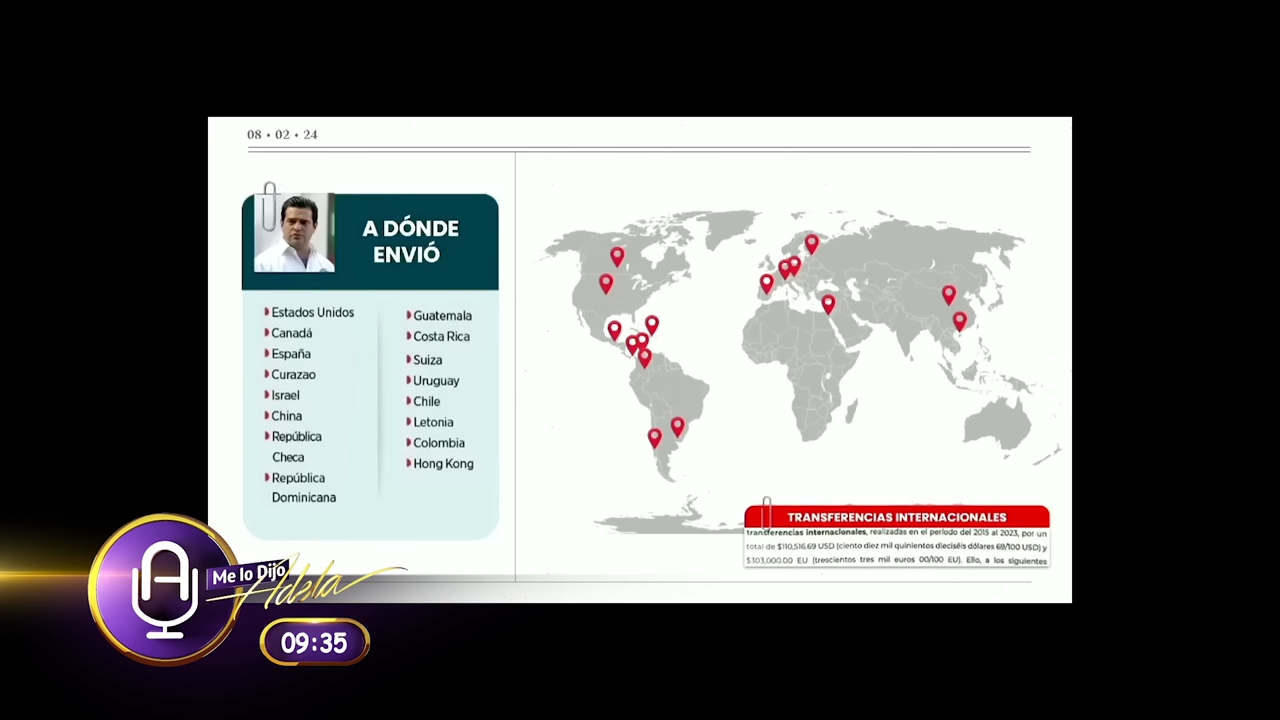 08 • 02 • 24
A DÓNDE
ENVIÓ
Estados Unidos
Canadá
España
Curazao
Israel
China
República
Checa
República
Dominicana
Guatemala
Costa Rica
Suiza
Uruguay
Chile
Letonia
Colombia
Hong Kong
TRANSFERENCIAS INTERNACIONALES
transferencias internacionales, realizadas en el período del 2015 al 2023, por un
total de $110,516.69 USD (ciento diez mil quinientos dieciséis dólares 69/100 USD) y
$303,000.00 EU (trescientos tres mil euros 00/100 EU). Ello, a los siguientes
A
Me lo Dijo
Adela
09:35